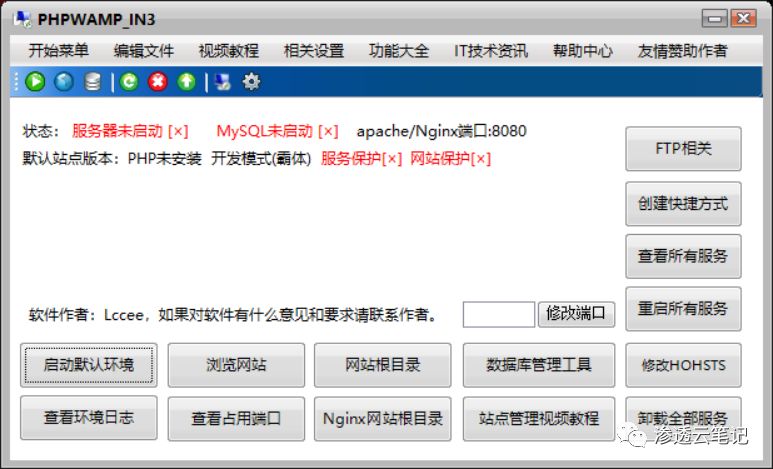 PHPWAMP_IN3
开始菜单 编辑文件 视频教程 相关设置 功能大全 IT技术资讯 帮助中心 友情赞助作者
状态： 服务器未启动 [×] MySQL未启动 [×] apache/Nginx端口:8080
默认站点版本：PHP未安装 开发模式(霸体) 服务保护[×] 网站保护[×]
FTP相关
创建快捷方式
查看所有服务
重启所有服务
软件作者：Lccee，如果对软件有什么意见和要求请联系作者。 修改端口
启动默认环境 浏览网站 网站根目录 数据库管理工具 修改HOHSTS
查看环境日志 查看占用端口 Nginx网站根目录 站点管理视频教程 卸载全部服务
渗透云笔记